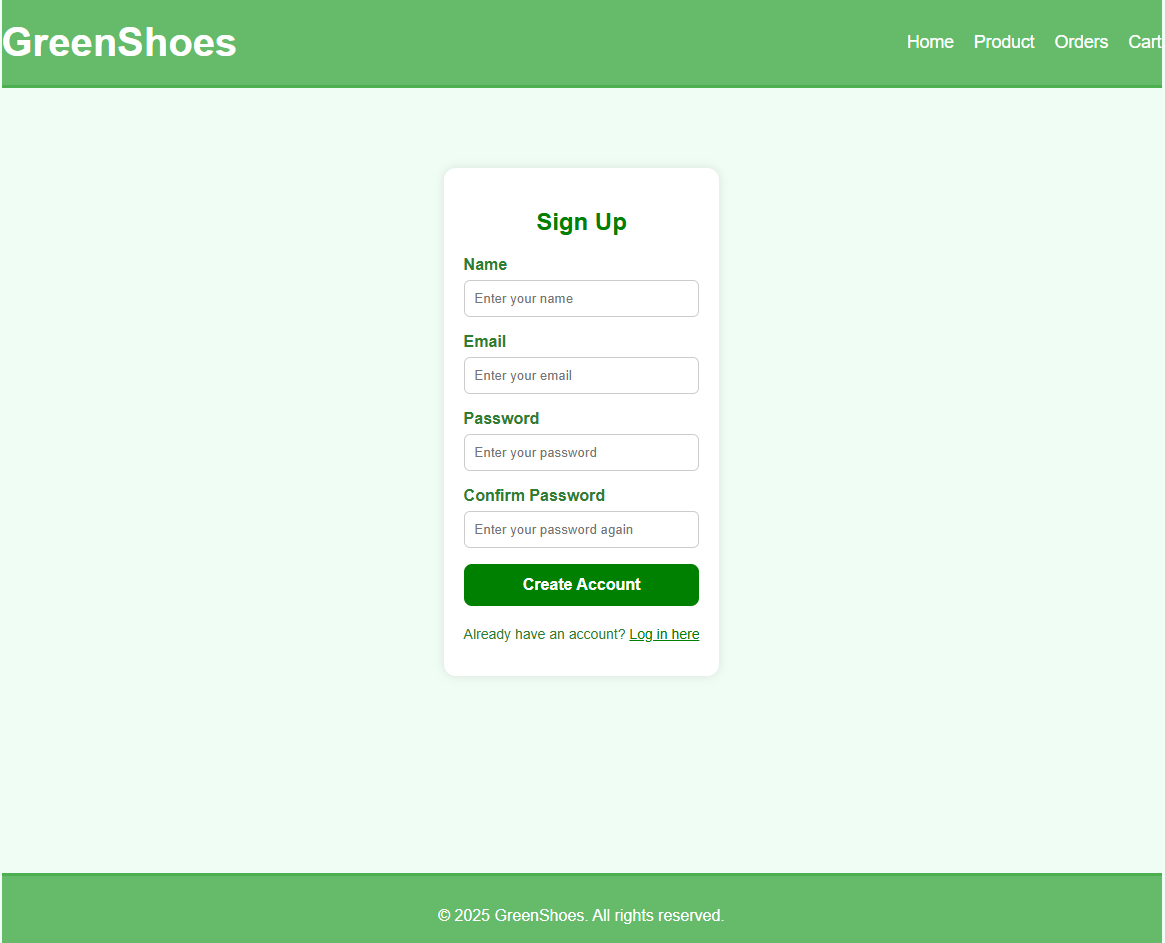 GreenShoes
Home Product Orders Cart
Sign Up
Name
Enter your name
Email
Enter your email
Password
Enter your password
Confirm Password
Enter your password again
Create Account
Already have an account? Log in here
© 2025 GreenShoes. All rights reserved.